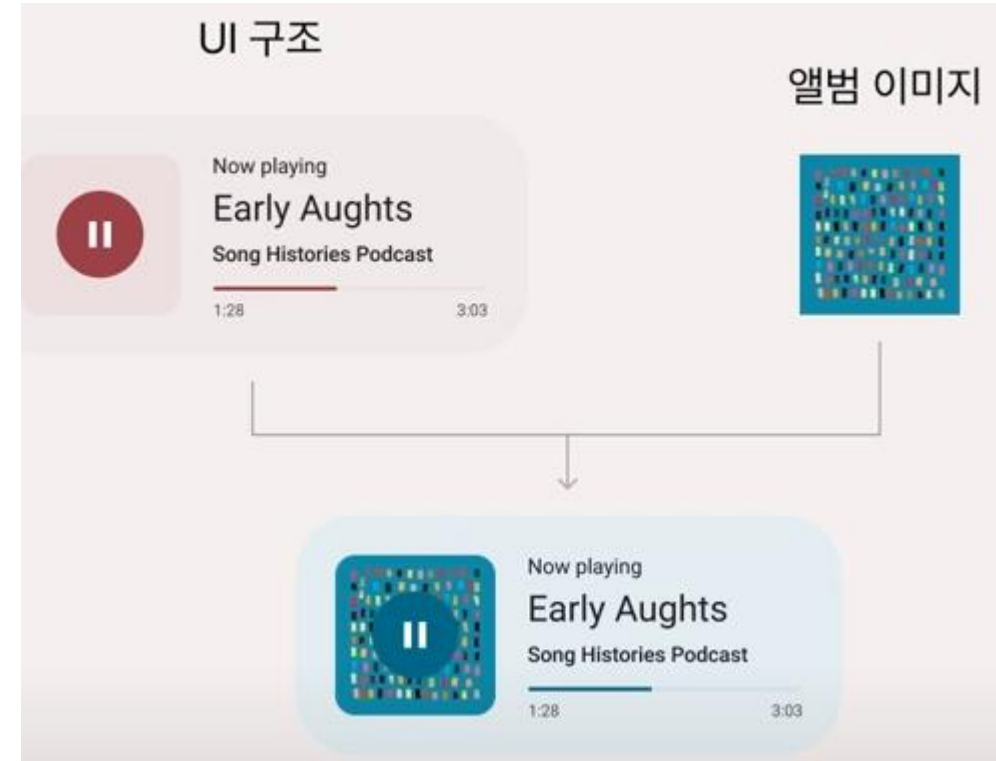 UI 구조
앨범 이미지
Now playing
Early Aughts
Song Histories Podcast
1:28 3:03
Now playing
Early Aughts
Song Histories Podcast
1:28 3:03